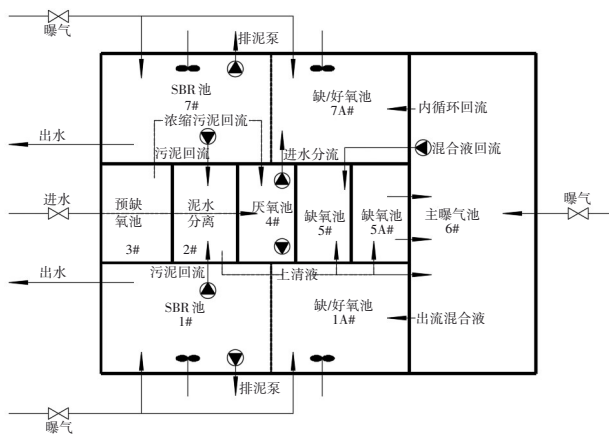 曝气
排泥泵
SBR 池
7#
缺/好氧池
7A#
内循环回流
浓缩污泥回流
出水
污泥回流
进水分流
混合液回流
进水
预缺
氧池
3#
泥水
分离
2#
厌氧池
4#
缺氧池
5#
缺氧池
5A#
主曝气池
6#
曝气
出水
污泥回流
上清液
SBR 池
1#
缺/好氧池
1A#
出流混合液
排泥泵
曝气